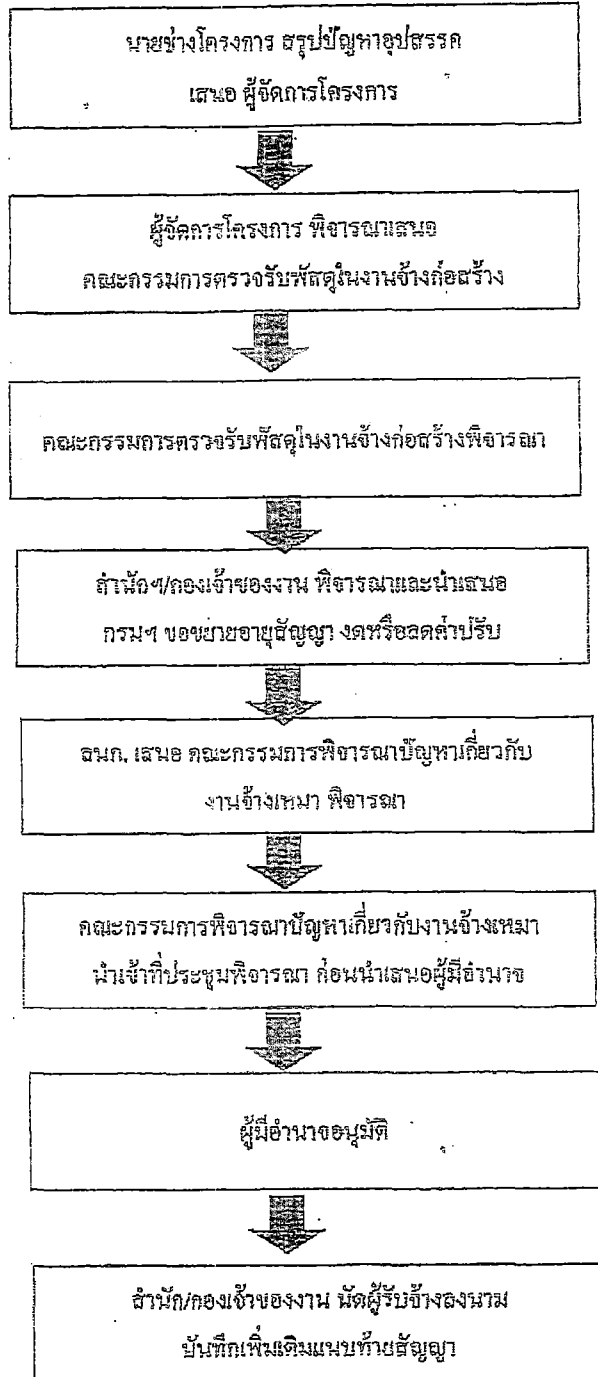 นายช่างโครงการ สรุปปัญหาอุปสรรค
เสนอ ผู้จัดการโครงการ
ผู้จัดการโครงการ พิจารณาเสนอ
คณะกรรมการตรวจรับพัสดุในงานจ้างก่อสร้าง
คณะกรรมการตรวจรับพัสดุในงานจ้างก่อสร้างพิจารณา
สำนักฯ/กองเจ้าของงาน พิจารณาและนำเสนอ
กรมฯ ขอขยายอายุสัญญา งดหรือลดค่าปรับ
สนก. เสนอ คณะกรรมการพิจารณาปัญหาเกี่ยวกับ
งานจ้างเหมา พิจารณา
คณะกรรมการพิจารณาปัญหาเกี่ยวกับงานจ้างเหมา
นำเข้าที่ประชุมพิจารณา ก่อนนำเสนอผู้มีอำนาจ
ผู้มีอำนาจอนุมัติ
สำนัก/กองเจ้าของงาน นัดผู้รับจ้างลงนาม
บันทึกเพิ่มเติมแนบท้ายสัญญา